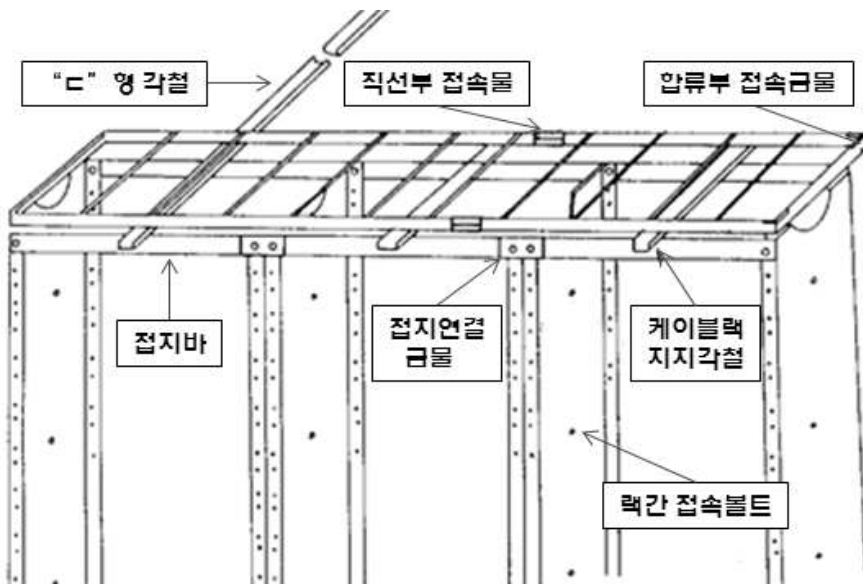 “ㄷ” 형 각철
직선부 접속물
합류부 접속금물
접지바
접지연결
금물
케이블랙
지지각철
랙간 접속볼트